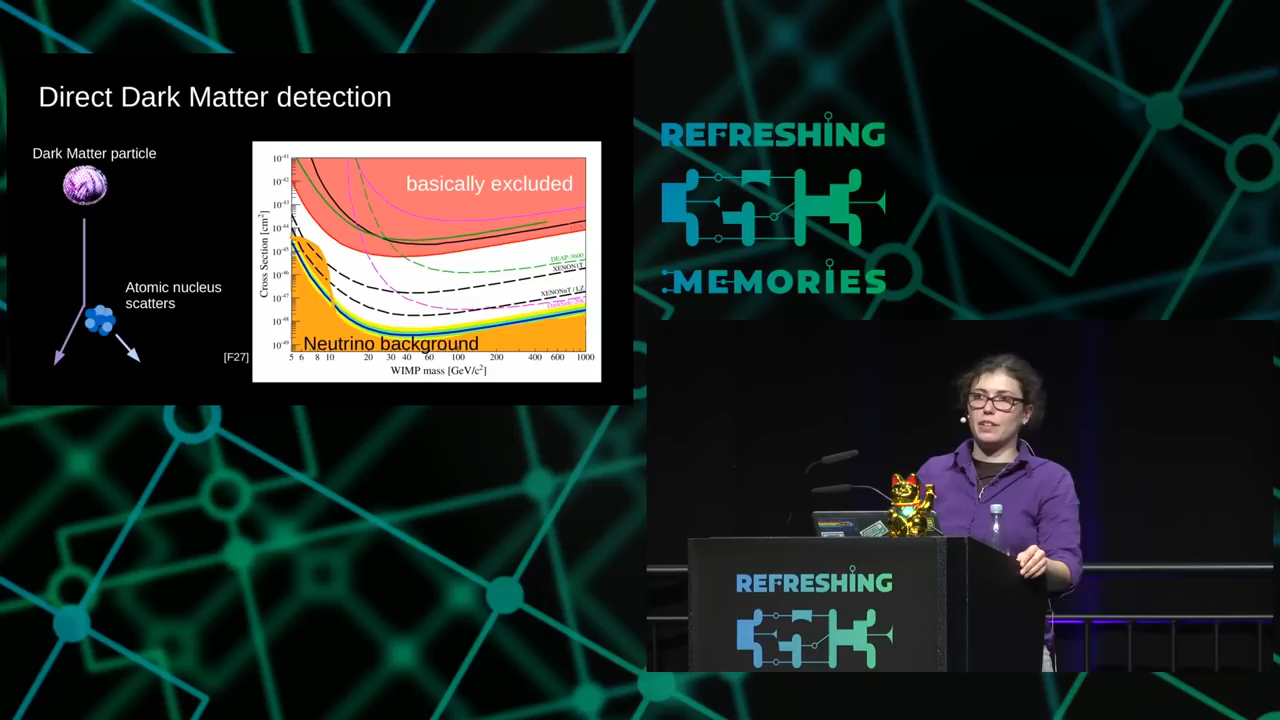 Direct Dark Matter detection
Dark Matter particle
Atomic nucleus
scatters
[F27]
basically excluded
Cross Section [cm²]
10⁻⁴¹
10⁻⁴²
10⁻⁴³
10⁻⁴⁴
10⁻⁴⁵
10⁻⁴⁶
10⁻⁴⁷
10⁻⁴⁸
10⁻⁴⁹
DEAP-3600
XENON1T
XENONnT / LZ
Neutrino background
5 6 8 10 20 30 40 60 100 200 400 600 1000
WIMP mass [GeV/c²]
REFRESHING
MEMORIES
REFRESHING